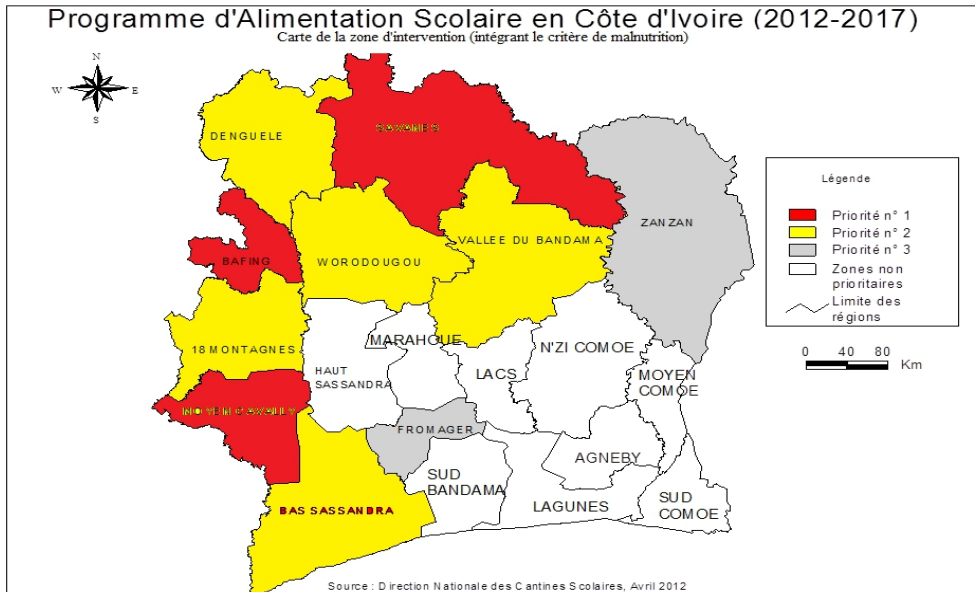 Programme d'Alimentation Scolaire en Côte d'Ivoire (2012-2017)
Carte de la zone d'intervention (intégrant le critère de malnutrition)
N
W
E
S
DENGUELE
SAVANES
ZANZAN
BAFING
WORODOUGOU
VALLEE DU BANDAMA
18 MONTAGNES
HAUT
SASSANDRA
MARAHOUE
LACS
N'ZI COMOE
MOYEN
COMOE
MOYEN CAVALLY
FROMAGER
AGNEBY
SUD
BANDAMA
LAGUNES
SUD
COMOE
BAS SASSANDRA
Légende
Priorité n° 1
Priorité n° 2
Priorité n° 3
Zones non
prioritaires
Limite des
régions
0 40 80
Km
Source : Direction Nationale des Cantines Scolaires, Avril 2012